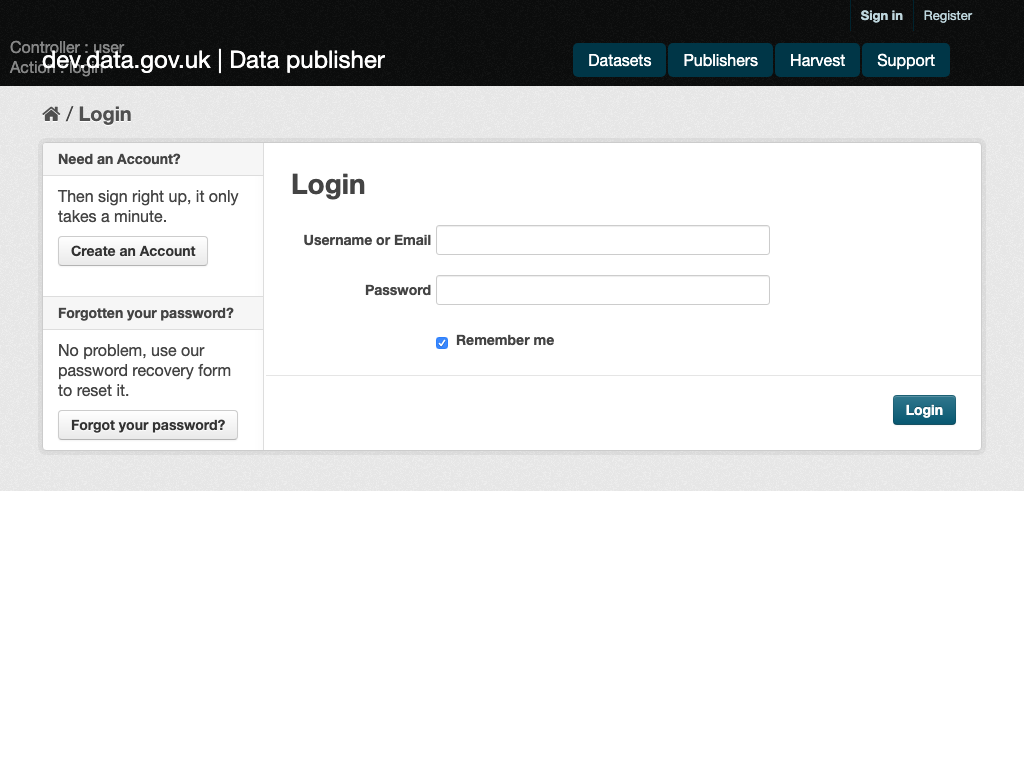 Sign in Register
Controller : user
Action : login
dev.data.gov.uk | Data publisher
Datasets Publishers Harvest Support
/ Login
Need an Account?
Then sign right up, it only
takes a minute.
Create an Account
Forgotten your password?
No problem, use our
password recovery form
to reset it.
Forgot your password?
Login
Username or Email
Password
Remember me
Login